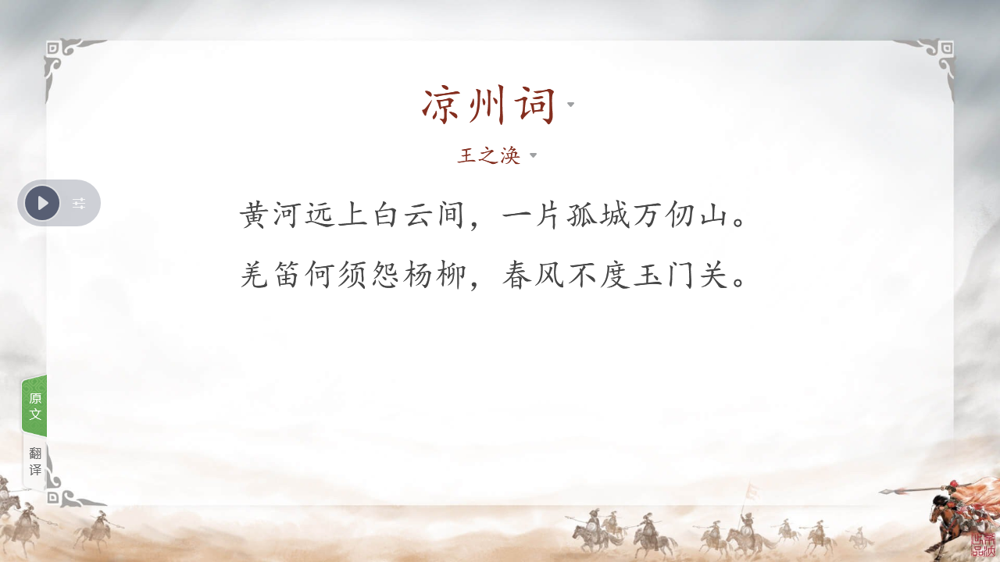 凉州词
王之涣
黄河远上白云间，一片孤城万仞山。
羌笛何须怨杨柳，春风不度玉门关。
原文
翻译